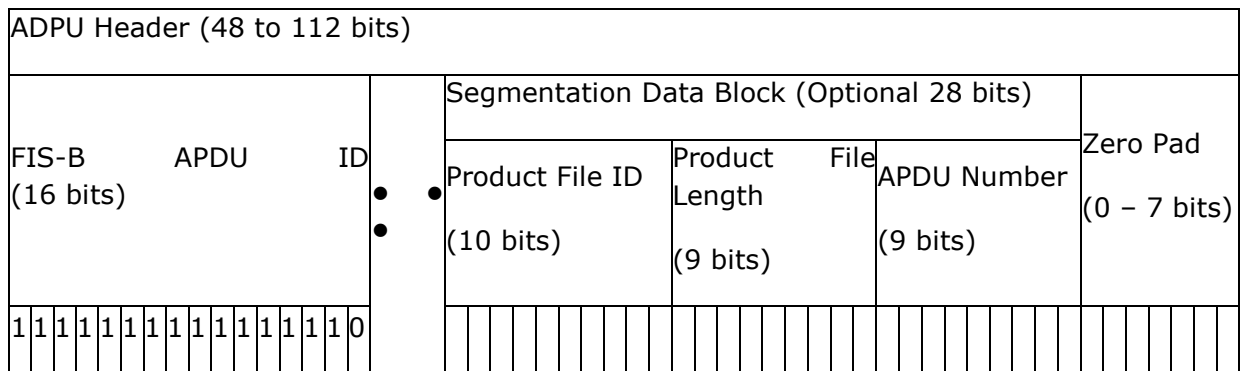 ADPU Header (48 to 112 bits)
FIS-B APDU ID
(16 bits)
● ●
●
Segmentation Data Block (Optional 28 bits)
Product File ID
(10 bits)
Product File
Length
(9 bits)
APDU Number
(9 bits)
Zero Pad
(0 – 7 bits)
1 1 1 1 1 1 1 1 1 1 1 1 1 1 1 0